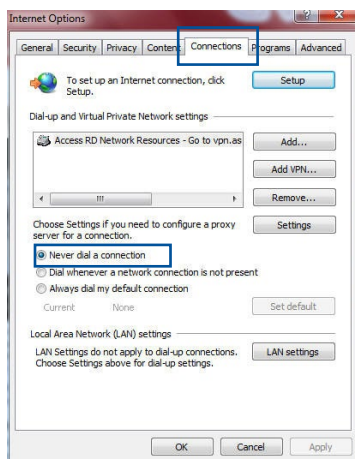 Internet Options
General Security Privacy Content Connections Programs Advanced
To set up an Internet connection, click
Setup.
Setup
Dial-up and Virtual Private Network settings
Access RD Network Resources - Go to vpn.as
Add...
Add VPN...
Remove...
Choose Settings if you need to configure a proxy
server for a connection.
Settings
Never dial a connection
Dial whenever a network connection is not present
Always dial my default connection
Current None
Set default
Local Area Network (LAN) settings
LAN Settings do not apply to dial-up connections.
Choose Settings above for dial-up settings.
LAN settings
OK Cancel Apply